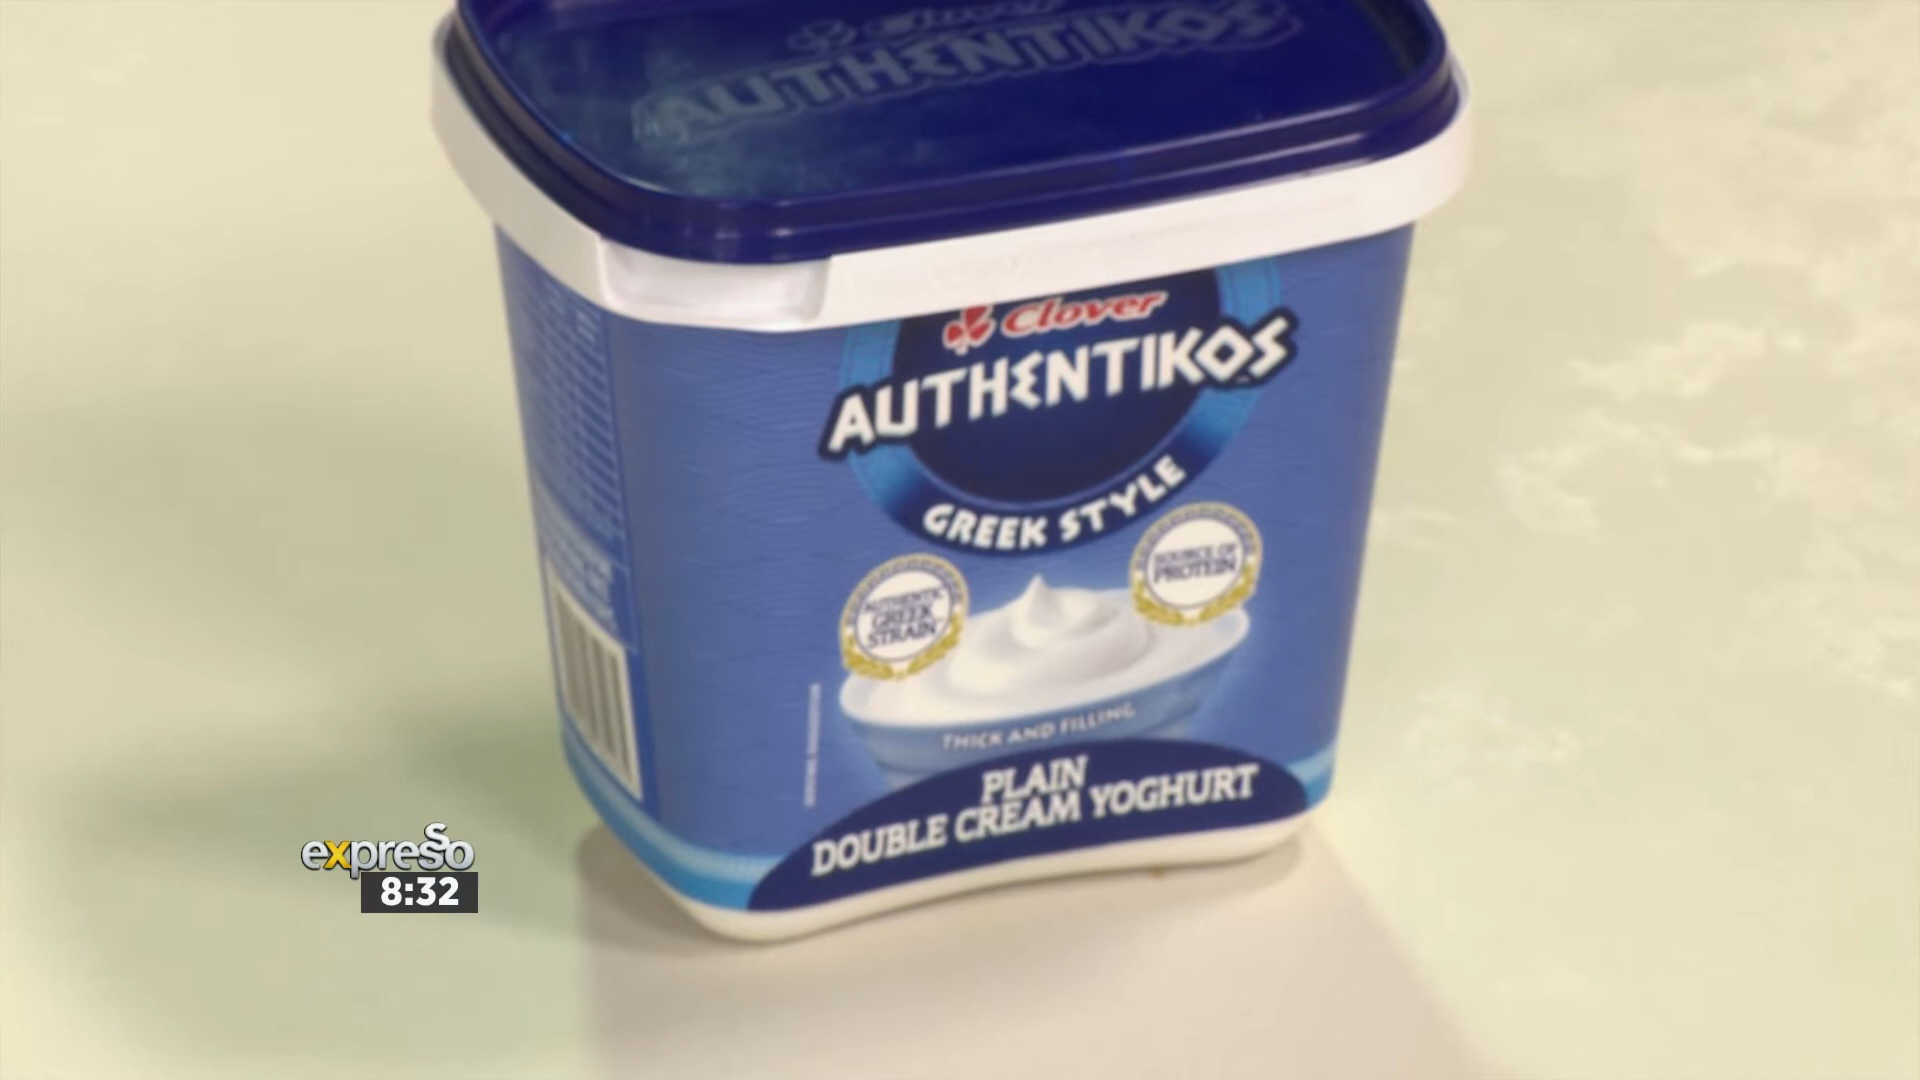 Clover
AUTHENTIKOS
Clover
AUTHENTIKOS
GREEK STYLE
SOURCE OF
PROTEIN
AUTHENTIC
GREEK
STRAIN
THICK AND FILLING
PLAIN
DOUBLE CREAM YOGHURT
expresso
8:32